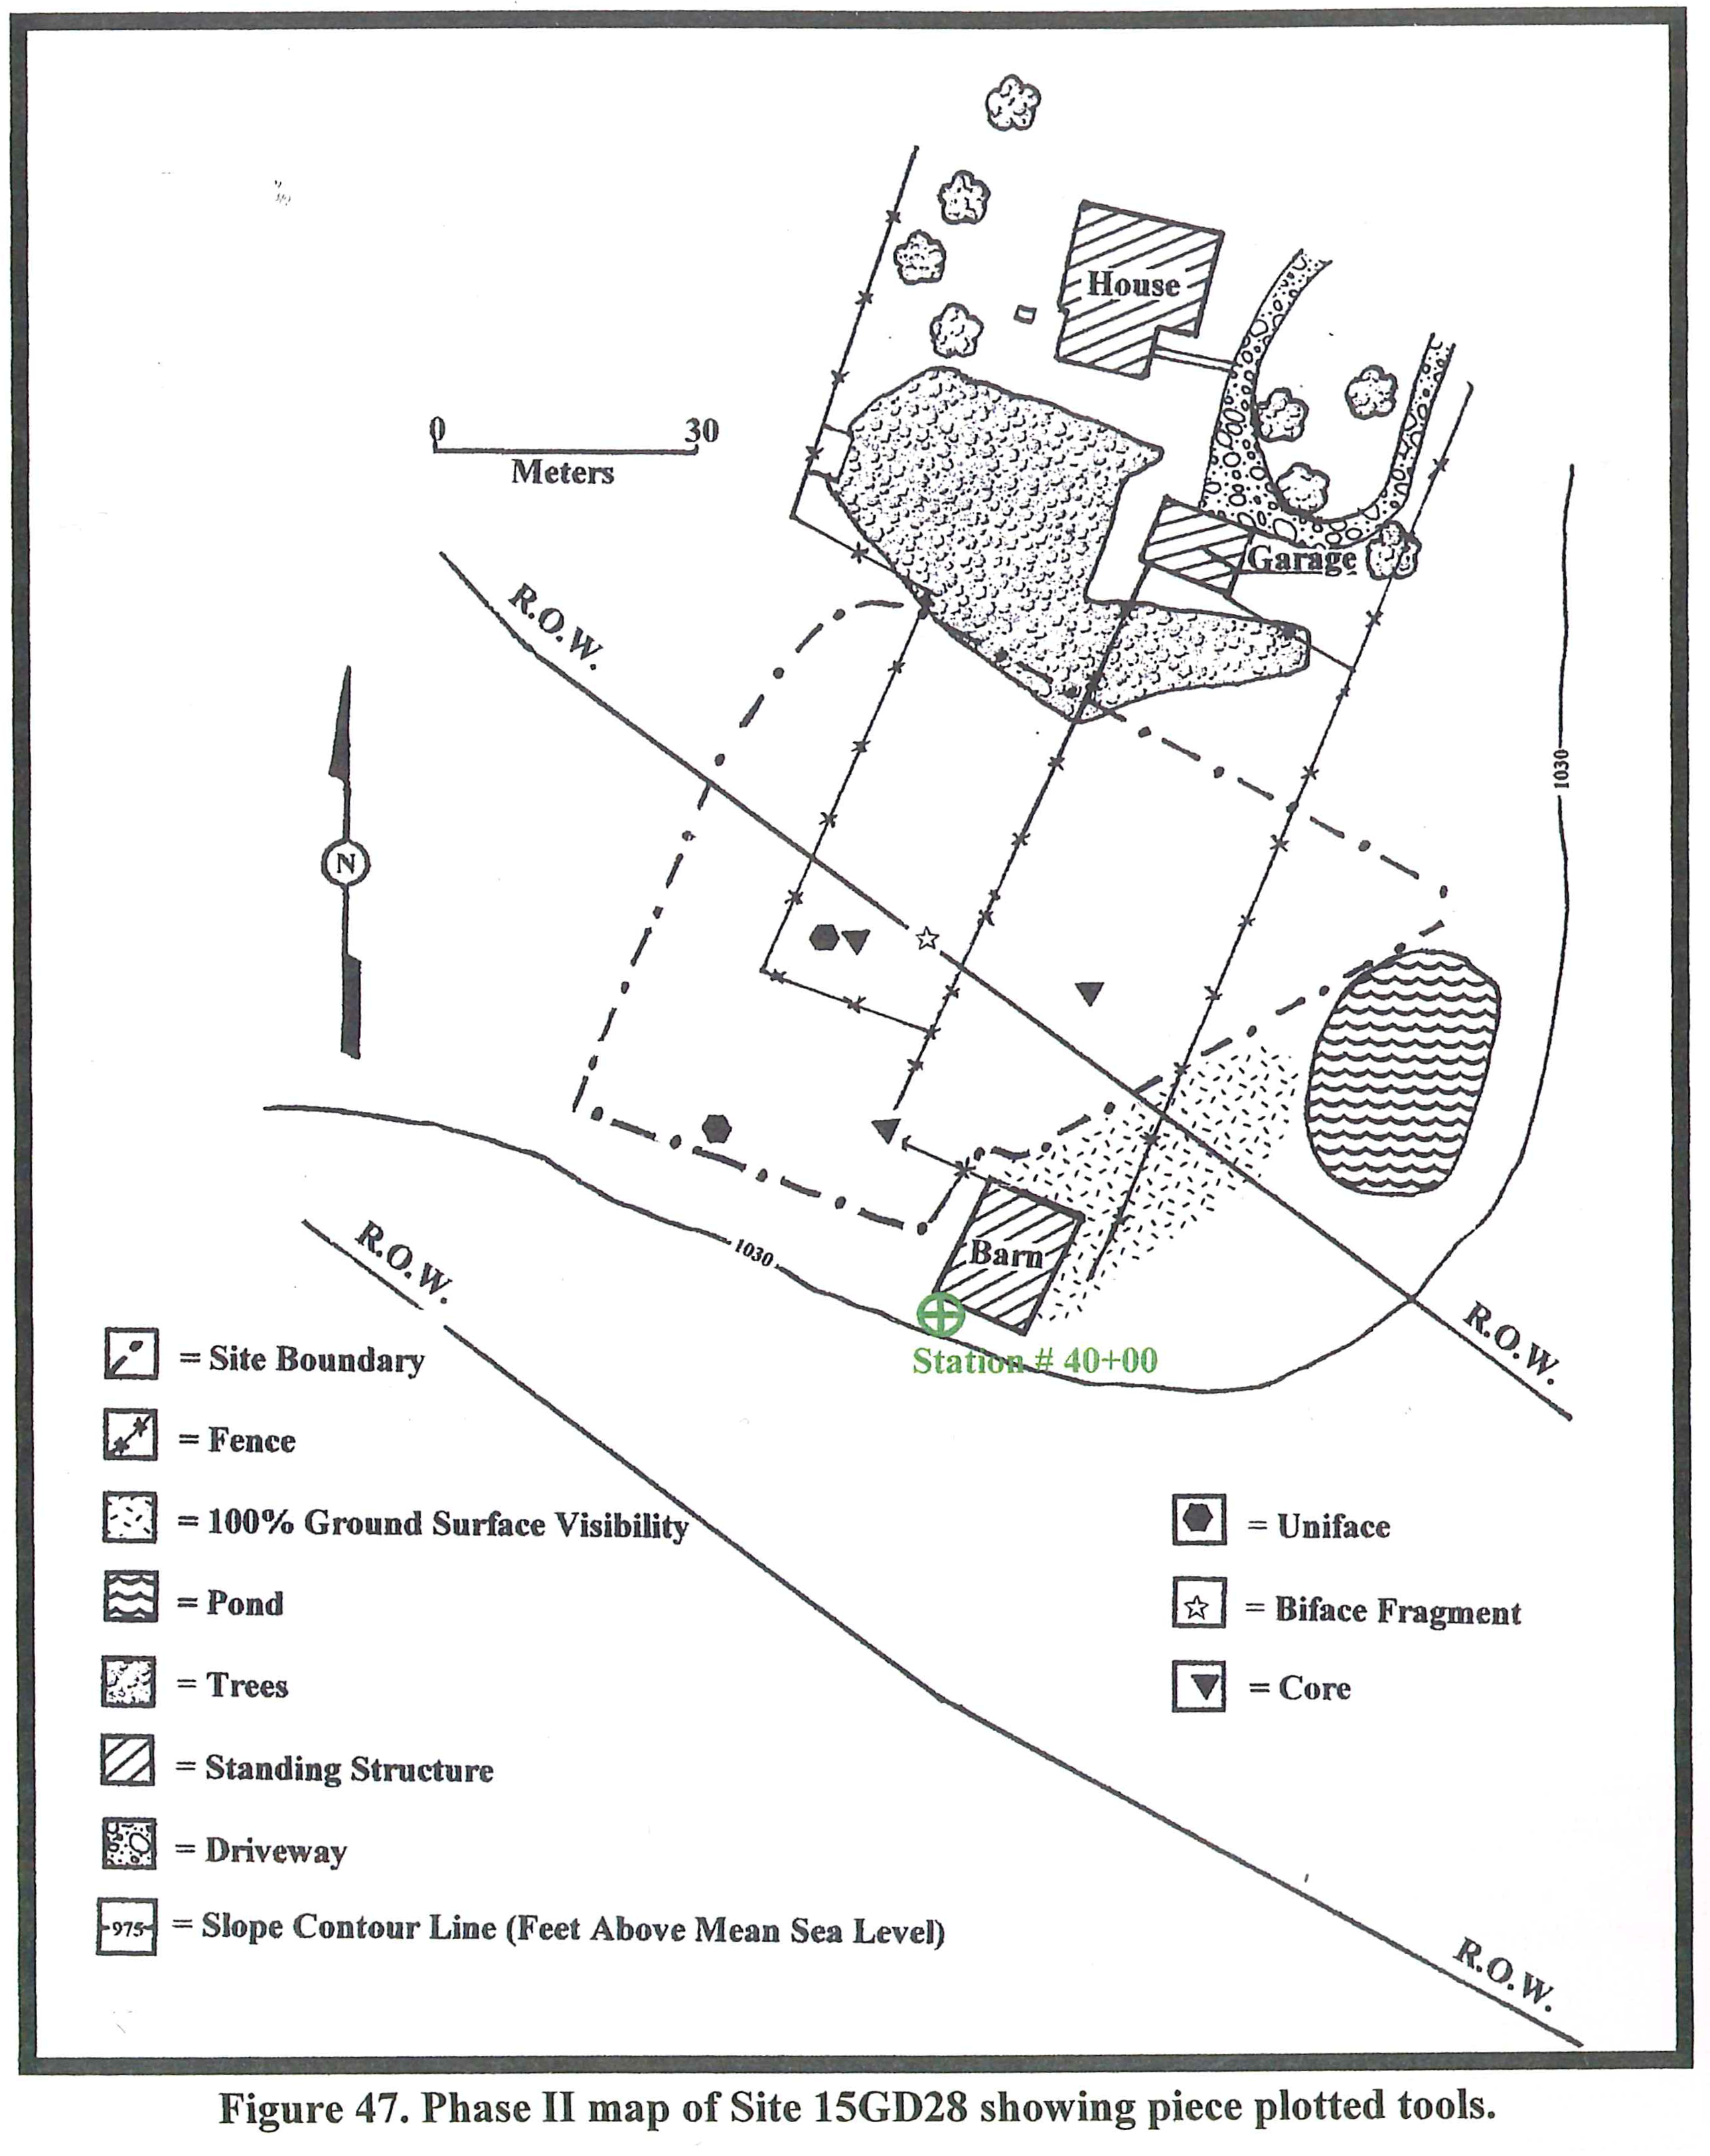 House
0 30
Meters
Garage
R.O.W.
1030
N
R.O.W.
1030
Barn
R.O.W.
Station # 40+00
= Site Boundary
= Fence
= 100% Ground Surface Visibility
= Pond
= Trees
= Standing Structure
= Driveway
-975- = Slope Contour Line (Feet Above Mean Sea Level)
= Uniface
= Biface Fragment
= Core
R.O.W.
Figure 47. Phase II map of Site 15GD28 showing piece plotted tools.